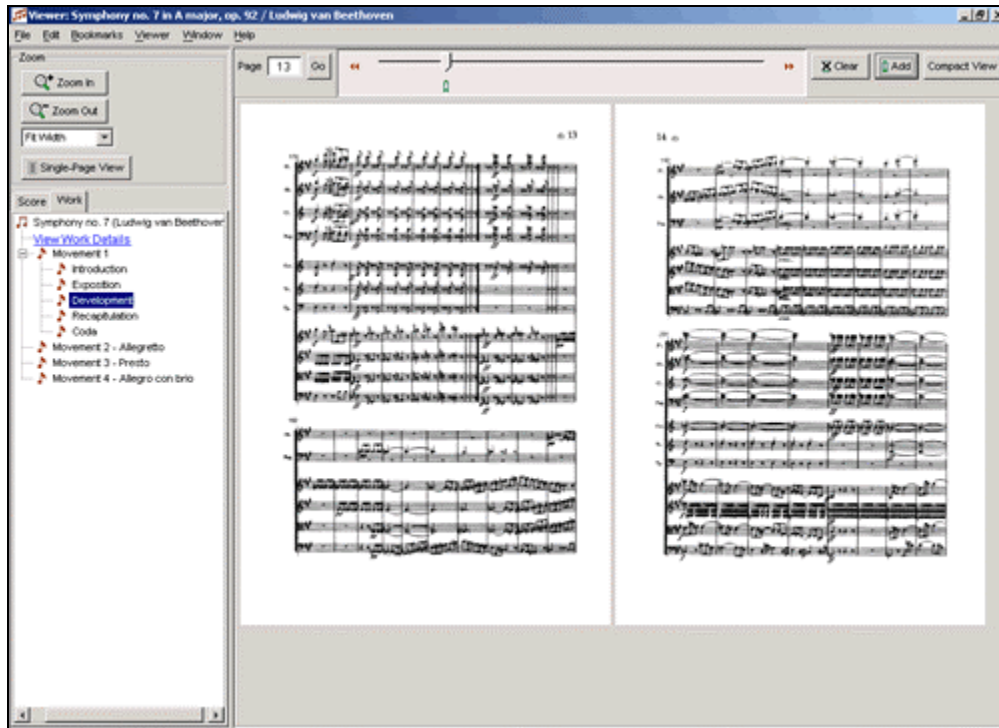 Viewer: Symphony no. 7 in A major, op. 92 / Ludwig van Beethoven
File Edit Bookmarks Viewer Window Help
Zoom
Zoom In
Zoom Out
Fit Width
Single-Page View
Page 13 Go
Clear
Add
Compact View
Score Work
Symphony no. 7 (Ludwig van Beethoven
View Work Details
Movement 1
Introduction
Exposition
Development
Recapitulation
Coda
Movement 2 - Allegretto
Movement 3 - Presto
Movement 4 - Allegro con brio
13
14